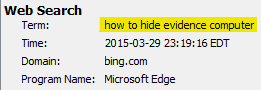 Web Search
Term: how to hide evidence computer
Time: 2015-03-29 23:19:16 EDT
Domain: bing.com
Program Name: Microsoft Edge